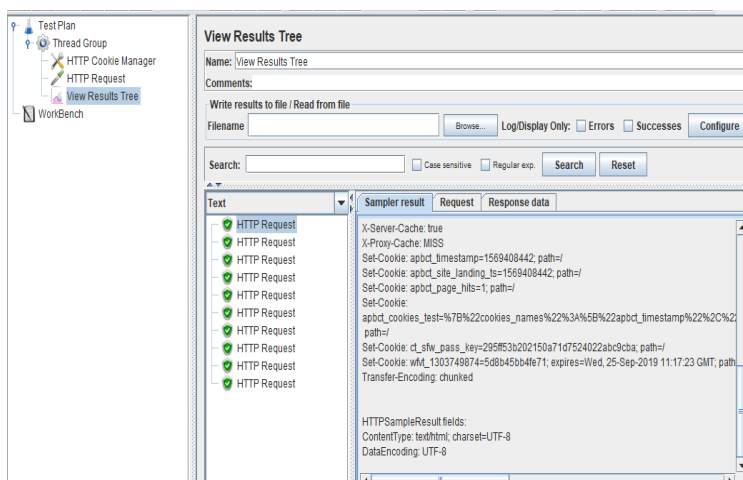 Test Plan
Thread Group
HTTP Cookie Manager
HTTP Request
View Results Tree
WorkBench
View Results Tree
Name: View Results Tree
Comments:
Write results to file / Read from file
Filename Browse... Log/Display Only: Errors Successes Configure
Search: Case sensitive Regular exp. Search Reset
Text
HTTP Request
HTTP Request
HTTP Request
HTTP Request
HTTP Request
HTTP Request
HTTP Request
HTTP Request
HTTP Request
HTTP Request
Sampler result Request Response data
X-Server-Cache: true
X-Proxy-Cache: MISS
Set-Cookie: apbct_timestamp=1569408442; path=/
Set-Cookie: apbct_site_landing_ts=1569408442; path=/
Set-Cookie: apbct_page_hits=1; path=/
Set-Cookie:
apbct_cookies_test=%7B%22cookies_names%22%3A%5B%22apbct_timestamp%22%2C%22
path=/
Set-Cookie: ct_sfw_pass_key=295ff53b202150a71d7524022abc9cba; path=/
Set-Cookie: wfvt_1303749874=5d8b45bb4fe71; expires=Wed, 25-Sep-2019 11:17:23 GMT; path
Transfer-Encoding: chunked
HTTPSampleResult fields:
ContentType: text/html; charset=UTF-8
DataEncoding: UTF-8